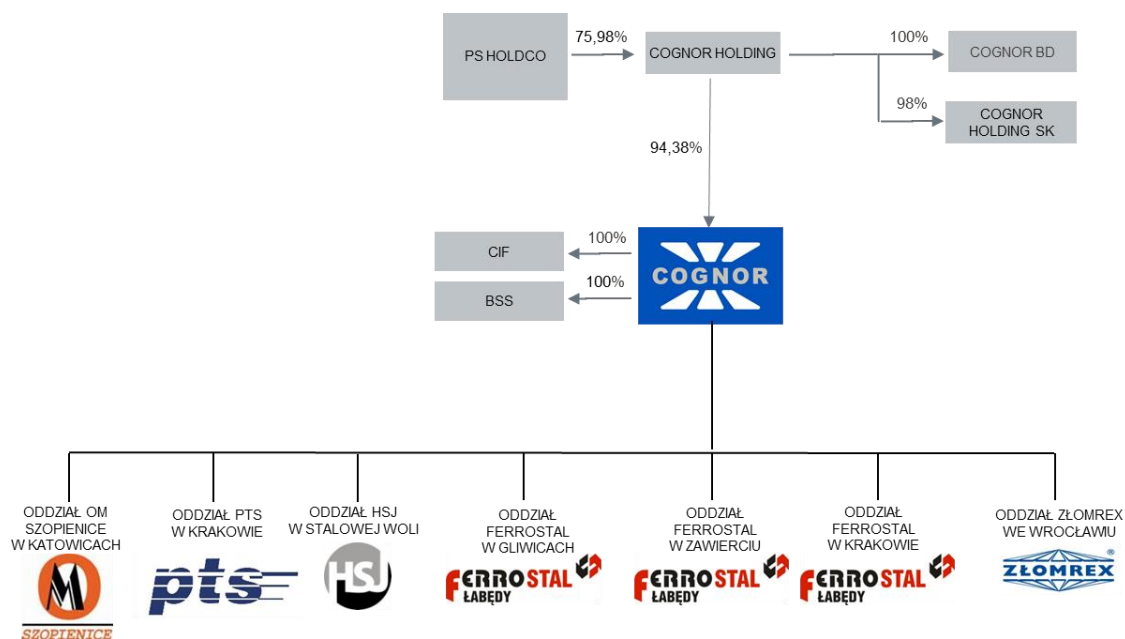 PS HOLDCO
75,98%
COGNOR HOLDING
100%
COGNOR BD
98%
COGNOR
HOLDING SK
94,38%
CIF
100%
BSS
100%
COGNOR
ODDZIAŁ OM
SZOPIENICE
W KATOWICACH
SZOPIENICE
ODDZIAŁ PTS
W KRAKOWIE
pts
ODDZIAŁ HSJ
W STALOWEJ WOLI
HSJ
ODDZIAŁ
FERROSTAL
W GLIWICACH
FERROSTAL
ŁABĘDY
ODDZIAŁ
FERROSTAL
W ZAWIERCIU
FERROSTAL
ŁABĘDY
ODDZIAŁ
FERROSTAL
W KRAKOWIE
FERROSTAL
ŁABĘDY
ODDZIAŁ ZŁOMREX
WE WROCŁAWIU
ZŁOMREX®